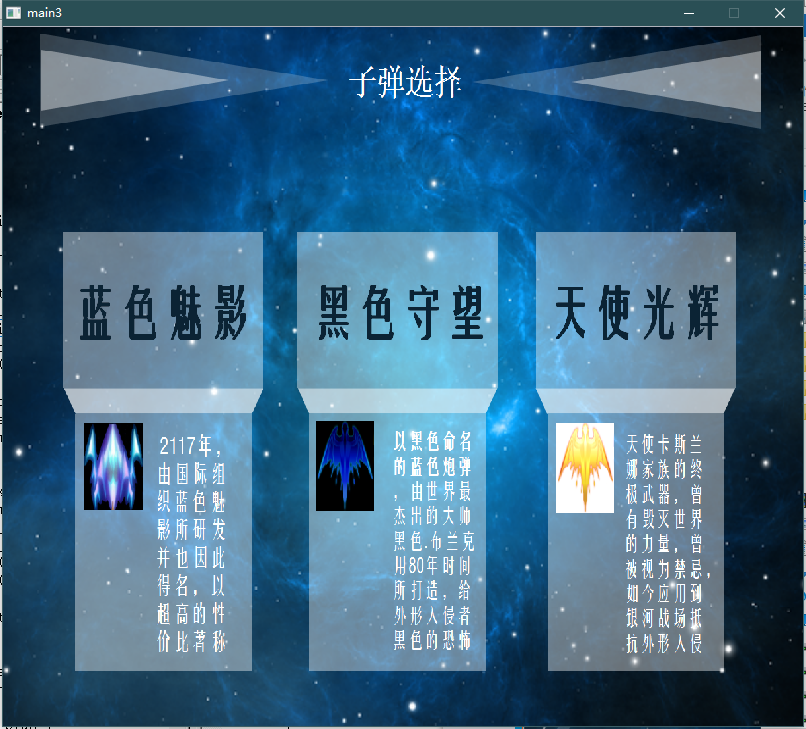 main3
子弹选择
蓝色魅影
2117年，
由国际组
织蓝色魅
影所研发
并也因此
得名，以
超高的性
价比著称
黑色守望
以黑色命名
的蓝色炮弹
，由世界最
杰出的大帅
黑色.布兰克
用80年时间
所打造，给
外形人侵者
黑色的恐怖
天使光辉
天使卡斯兰
娜家族的终
极武器，曾
有毁灭世界
的力量，曾
被视为禁忌，
如今应用到
银河战场抵
抗外形人侵